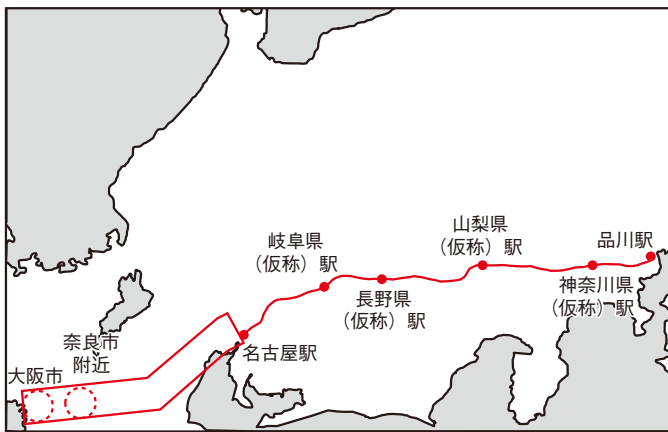 山梨県
（仮称）駅
品川駅
岐阜県
（仮称）駅
長野県
（仮称）駅
神奈川県
（仮称）駅
奈良市
附近
名古屋駅
大阪市